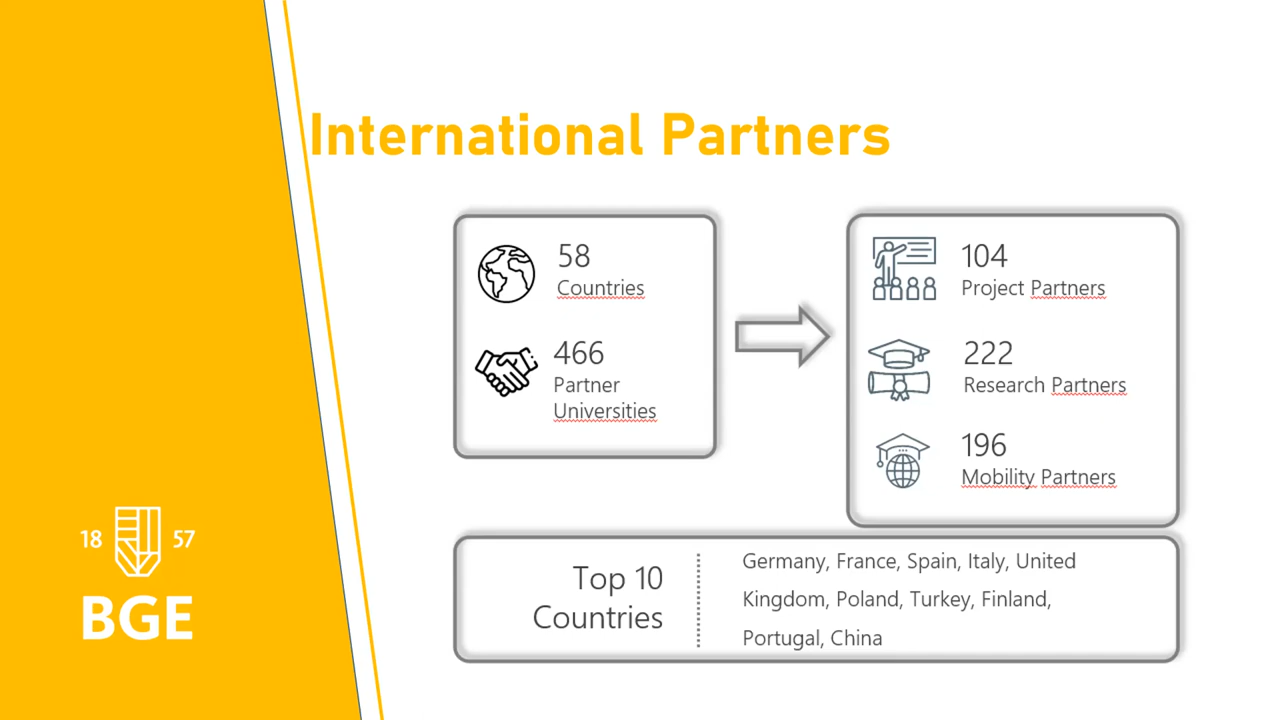 International Partners
58
Countries
466
Partner
Universities
104
Project Partners
222
Research Partners
196
Mobility Partners
Top 10
Countries
Germany, France, Spain, Italy, United
Kingdom, Poland, Turkey, Finland,
Portugal, China
18 57
BGE